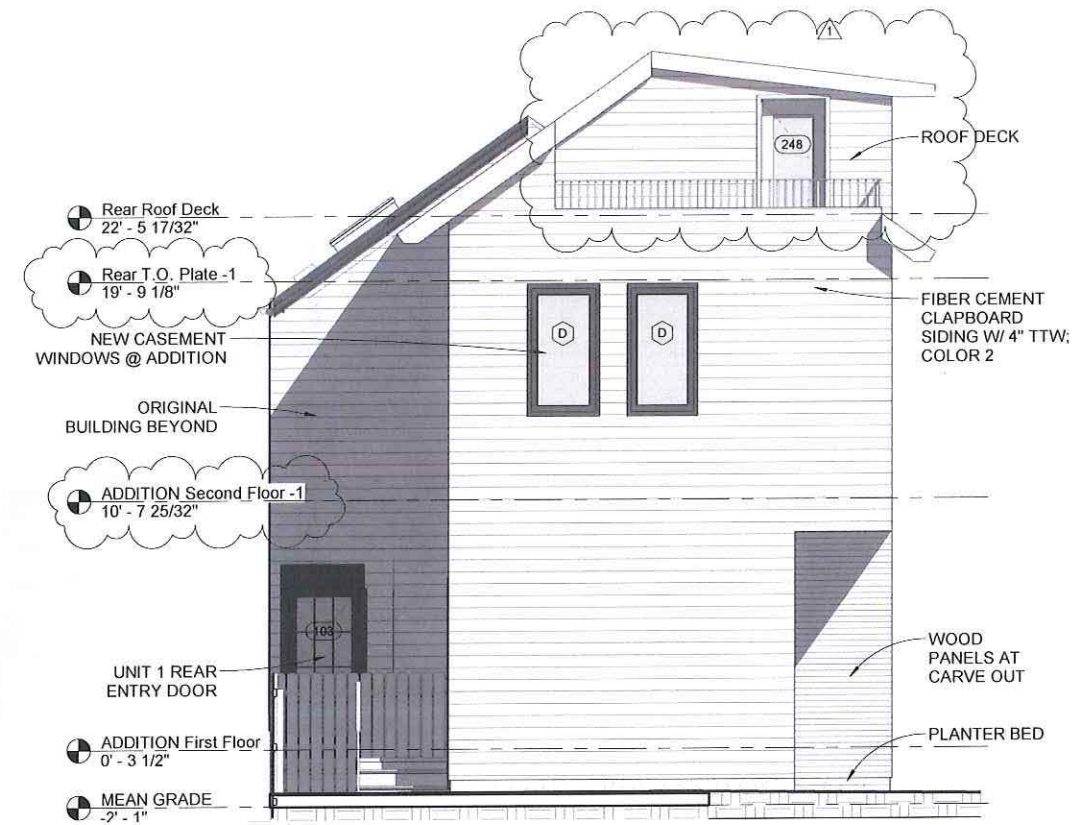 1
248
ROOF DECK
Rear Roof Deck
22' - 5 17/32"
Rear T.O. Plate -1
19' - 9 1/8"
NEW CASEMENT
WINDOWS @ ADDITION
D
D
FIBER CEMENT
CLAPBOARD
SIDING W/ 4" TTW;
COLOR 2
ORIGINAL
BUILDING BEYOND
ADDITION Second Floor -1
10' - 7 25/32"
103
UNIT 1 REAR
ENTRY DOOR
WOOD
PANELS AT
CARVE OUT
ADDITION First Floor
0' - 3 1/2"
PLANTER BED
MEAN GRADE
-2' - 1"